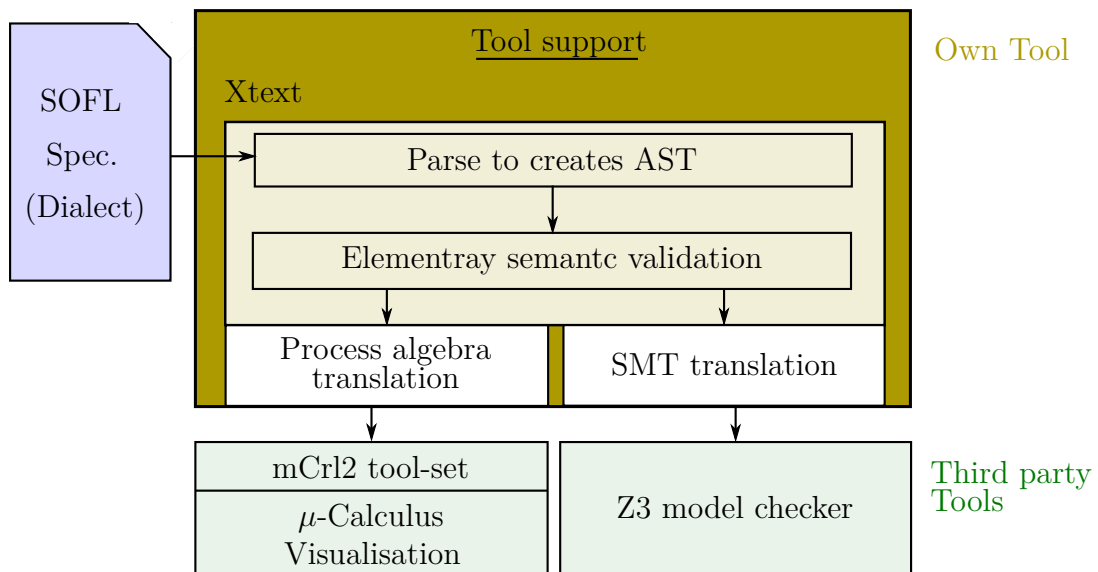 Tool support
Own Tool
Xtext
SOFL
Spec.
(Dialect)
Parse to creates AST
Elementray semantc validation
Process algebra
translation
SMT translation
mCrl2 tool-set
μ-Calculus
Visualisation
Z3 model checker
Third party
Tools